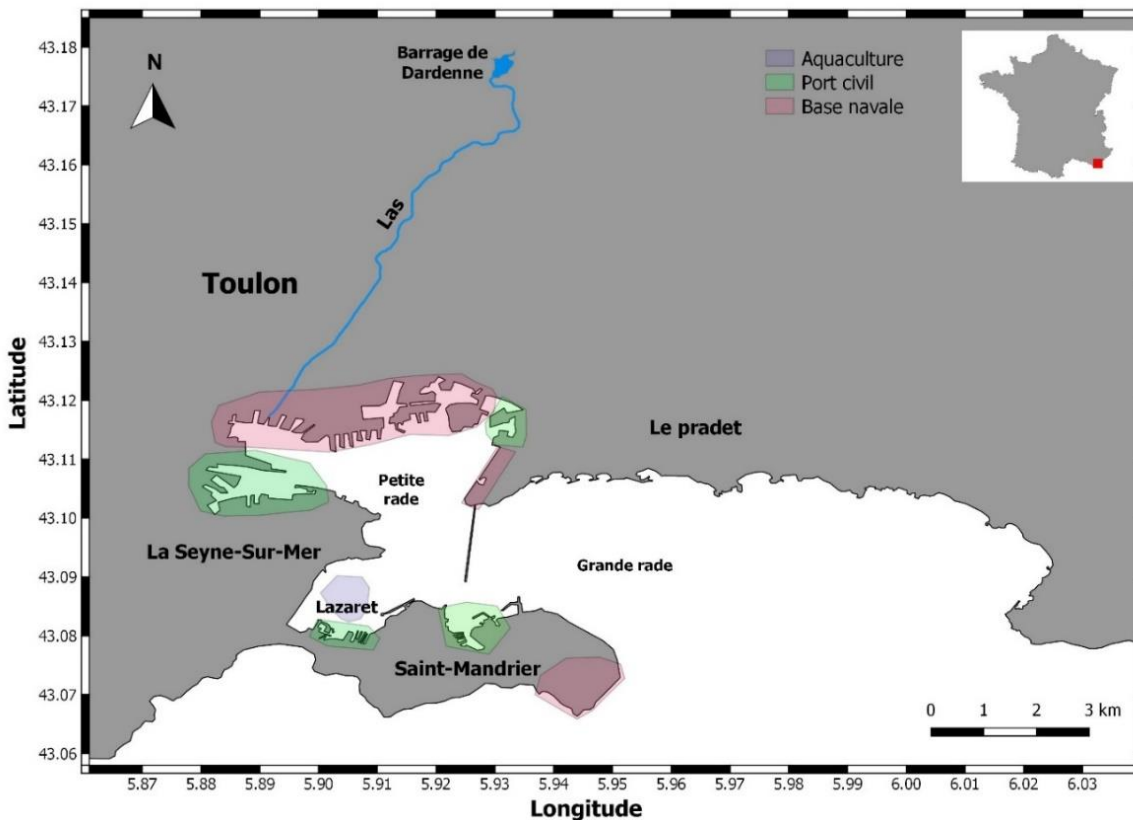 Barrage de
Dardenne
N
Aquaculture
Port civil
Base navale
Las
Toulon
Le pradet
Petite
rade
La Seyne-Sur-Mer
Grande rade
Lazaret
Saint-Mandrier
0 1 2 3 km
Latitude
43.18
43.17
43.16
43.15
43.14
43.13
43.12
43.11
43.10
43.09
43.08
43.07
43.06
5.87 5.88 5.89 5.90 5.91 5.92 5.93 5.94 5.95 5.96 5.97 5.98 5.99 6.00 6.01 6.02 6.03
Longitude